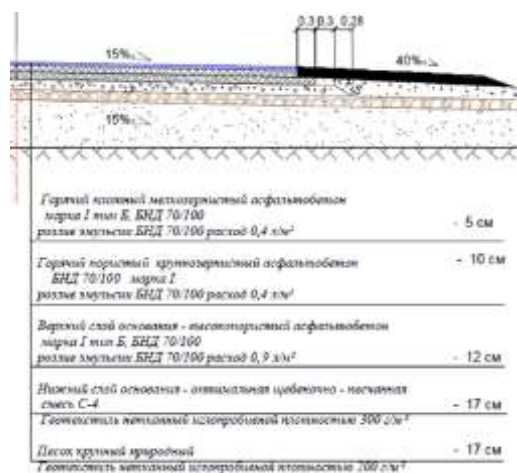 0.3 0.3 0.28
15‰
40‰
15‰
Горячий плотный мелкозернистый асфальтобетон
марка I тип Б, БНД 70/100
розлив эмульсии БНД 70/100 расход 0,4 л/м²
- 5 см
Горячий пористый крупнозернистый асфальтобетон
- 10 см
БНД 70/100 марка I
розлив эмульсии БНД 70/100 расход 0,4 л/м²
Верхний слой основания - высокопористый асфальтобетон
марка I тип Б, БНД 70/100
розлив эмульсии БНД 70/100 расход 0,9 л/м²
- 12 см
Нижний слой основания - оптимальная щебеночно - песчанная
смесь С-4
- 17 см
Геотекстиль нетканный иглопробивной плотностью 300 г/м²
Песок крупный природный
- 17 см
Геотекстиль нетканный иглопробивной плотностью 200 г/м²